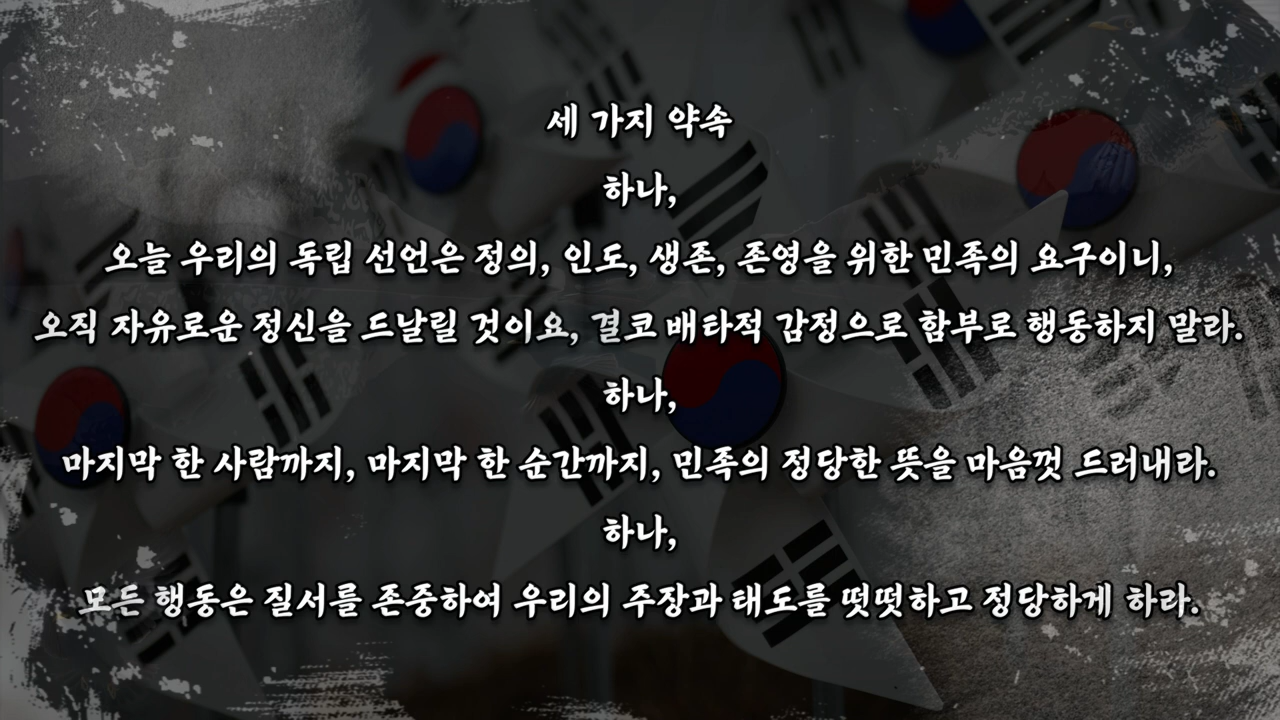 세 가지 약속
하나,
오늘 우리의 독립 선언은 정의, 인도, 생존, 존영을 위한 민족의 요구이니,
오직 자유로운 정신을 드날릴 것이요, 결코 배타적 감정으로 함부로 행동하지 말라.
하나,
마지막 한 사람까지, 마지막 한 순간까지, 민족의 정당한 뜻을 마음껏 드러내라.
하나,
모든 행동은 질서를 존중하여 우리의 주장과 태도를 떳떳하고 정당하게 하라.